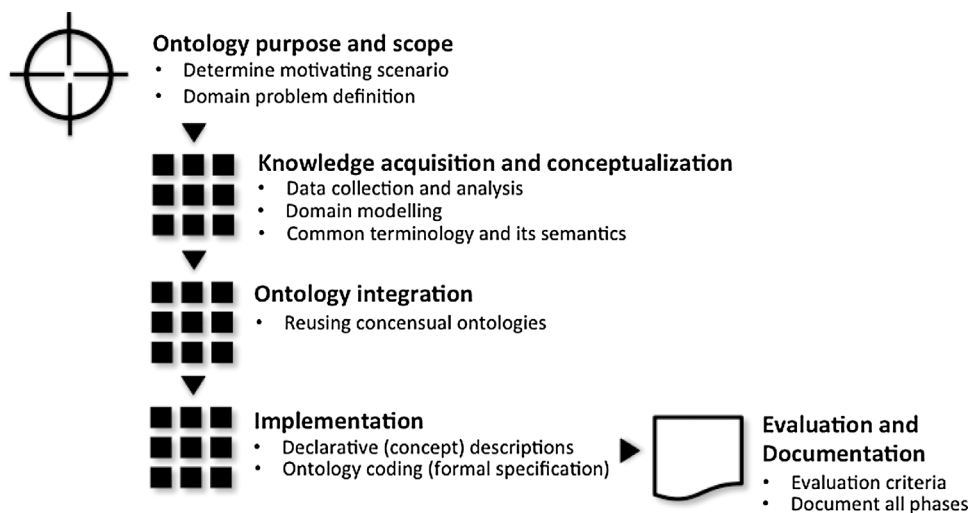 Ontology purpose and scope
• Determine motivating scenario
• Domain problem definition
Knowledge acquisition and conceptualization
• Data collection and analysis
• Domain modelling
• Common terminology and its semantics
Ontology integration
• Reusing concensual ontologies
Implementation
• Declarative (concept) descriptions
• Ontology coding (formal specification)
Evaluation and
Documentation
• Evaluation criteria
• Document all phases